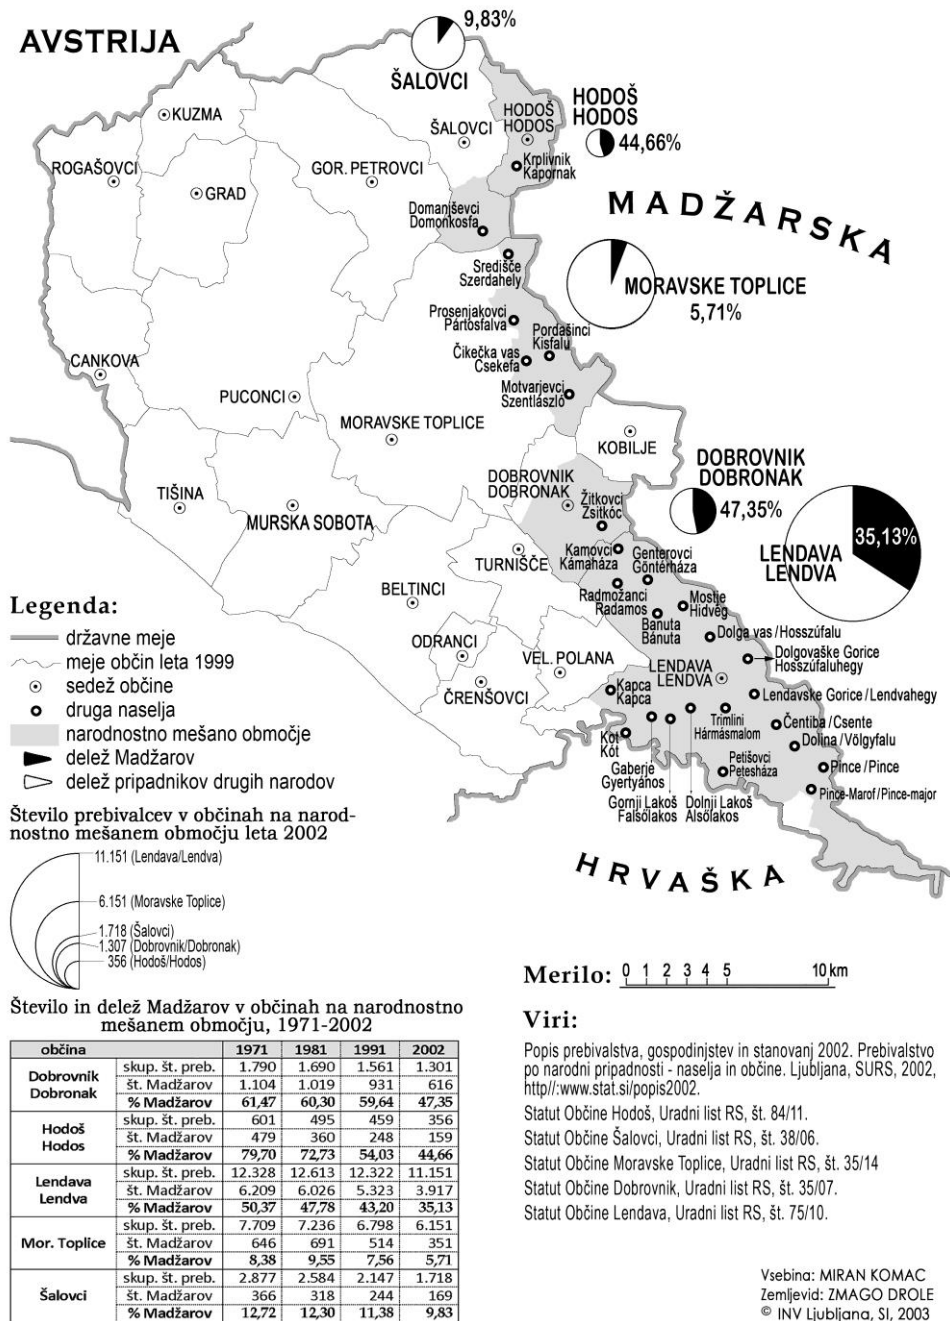 AVSTRIJA
9,83%
ŠALOVCI
HODOŠ
HODOS
44,66%
KUZMA
ŠALOVCI
HODOŠ
HODOS
ROGAŠOVCI
GRAD
GOR. PETROVCI
Krplivnik
Kapornak
Domanjševci
Domonkosfa
MADŽARSKA
Središče
Szerdahely
MORAVSKE TOPLICE
5,71%
Prosenjakovci
Pártosfalva
Pordašinci
Kisfalu
Čikečka vas
Csekefa
CANKOVA
PUCONCI
Motvarjevci
Szentlászló
MORAVSKE TOPLICE
KOBILJE
DOBROVNIK
DOBRONAK
47,35%
TIŠINA
MURSKA SOBOTA
DOBROVNIK
DOBRONAK
Žitkovci
Zsitkóc
35,13%
LENDAVA
LENDVA
TURNIŠČE
Kamovci
Kámaháza
Genterovci
Göntérháza
BELTINCI
Radmožanci
Radamos
Mostje
Hidvég
Banuta
Bánuta
Dolga vas / Hosszúfalu
ODRANCI
VEL. POLANA
Dolgovaške Gorice
Hosszúfaluhegy
LENDAVA
LENDVA
ČRENŠOVCI
Kapca
Kapca
Lendavske Gorice / Lendvahegy
Trimlini
Hármásmalom
Čentiba / Csente
Kot
Kót
Dolina / Völgyfalu
Gaberje
Gyertyános
Petišovci
Petesháza
Pince / Pince
Gornji Lakoš
Falsőlakos
Dolnji Lakoš
Alsőlakos
Pince-Marof / Pince-major
HRVAŠKA
Legenda:
državne meje
meje občin leta 1999
sedež občine
druga naselja
narodnostno mešano območje
delež Madžarov
delež pripadnikov drugih narodov
Število prebivalcev v občinah na narod-
nostno mešanem območju leta 2002
11.151 (Lendava/Lendva)
6.151 (Moravske Toplice)
1.718 (Šalovci)
1.307 (Dobrovnik/Dobronak)
356 (Hodoš/Hodos)
Število in delež Madžarov v občinah na narodnostno
mešanem območju, 1971-2002
občina 1971 1981 1991 2002
Dobrovnik
Dobronak
skup. št. preb. 1.790 1.690 1.561 1.301
št. Madžarov 1.104 1.019 931 616
% Madžarov 61,47 60,30 59,64 47,35
Hodoš
Hodos
skup. št. preb. 601 495 459 356
št. Madžarov 479 360 248 159
% Madžarov 79,70 72,73 54,03 44,66
Lendava
Lendva
skup. št. preb. 12.328 12.613 12.322 11.151
št. Madžarov 6.209 6.026 5.323 3.917
% Madžarov 50,37 47,78 43,20 35,13
Mor. Toplice
skup. št. preb. 7.709 7.236 6.798 6.151
št. Madžarov 646 691 514 351
% Madžarov 8,38 9,55 7,56 5,71
Šalovci
skup. št. preb. 2.877 2.584 2.147 1.718
št. Madžarov 366 318 244 169
% Madžarov 12,72 12,30 11,38 9,83
Merilo: 0 1 2 3 4 5 10 km
Viri:
Popis prebivalstva, gospodinjstev in stanovanj 2002. Prebivalstvo
po narodni pripadnosti - naselja in občine. Ljubljana, SURS, 2002,
http//:www.stat.si/popis2002.
Statut Občine Hodoš, Uradni list RS, št. 84/11.
Statut Občine Šalovci, Uradni list RS, št. 38/06.
Statut Občine Moravske Toplice, Uradni list RS, št. 35/14
Statut Občine Dobrovnik, Uradni list RS, št. 35/07.
Statut Občine Lendava, Uradni list RS, št. 75/10.
Vsebina: MIRAN KOMAC
Zemljevid: ZMAGO DROLE
© INV Ljubljana, SI, 2003